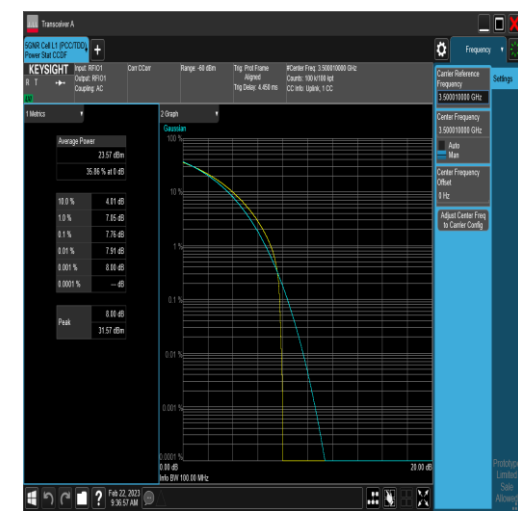 Transceiver A
5GNR Cell L1 (PCC/TDD)
Power Stat CCDF
Frequency
KEYSIGHT
R T
Input: RFIO1
Output: RFIO1
Coupling: AC
Corr CCorr
Range: -60 dBm
Trig: Prd Frame
Aligned
Trig Delay: 4.450 ms
#Center Freq: 3.500010000 GHz
Counts: 100 k/100 kpt
CC Info: Uplink, 1 CC
1 Metrics
Average Power
23.57 dBm
35.86 % at 0 dB
10.0 % 4.01 dB
1.0 % 7.05 dB
0.1 % 7.76 dB
0.01 % 7.91 dB
0.001 % 8.00 dB
0.0001 % --- dB
Peak
8.00 dB
31.57 dBm
2 Graph
Gaussian
100 %
10 %
1 %
0.1 %
0.01 %
0.001 %
0.0001 %
0.00 dB
20.00 dB
Info BW 100.00 MHz
Carrier Reference
Frequency
3.500010000 GHz
Center Frequency
3.500010000 GHz
Auto
Man
Center Frequency
Offset
0 Hz
Adjust Center Freq
to Carrier Config
Settings
Prototype
Limited
Sale
Allowed
?
Feb 22, 2023
9:36:57 AM